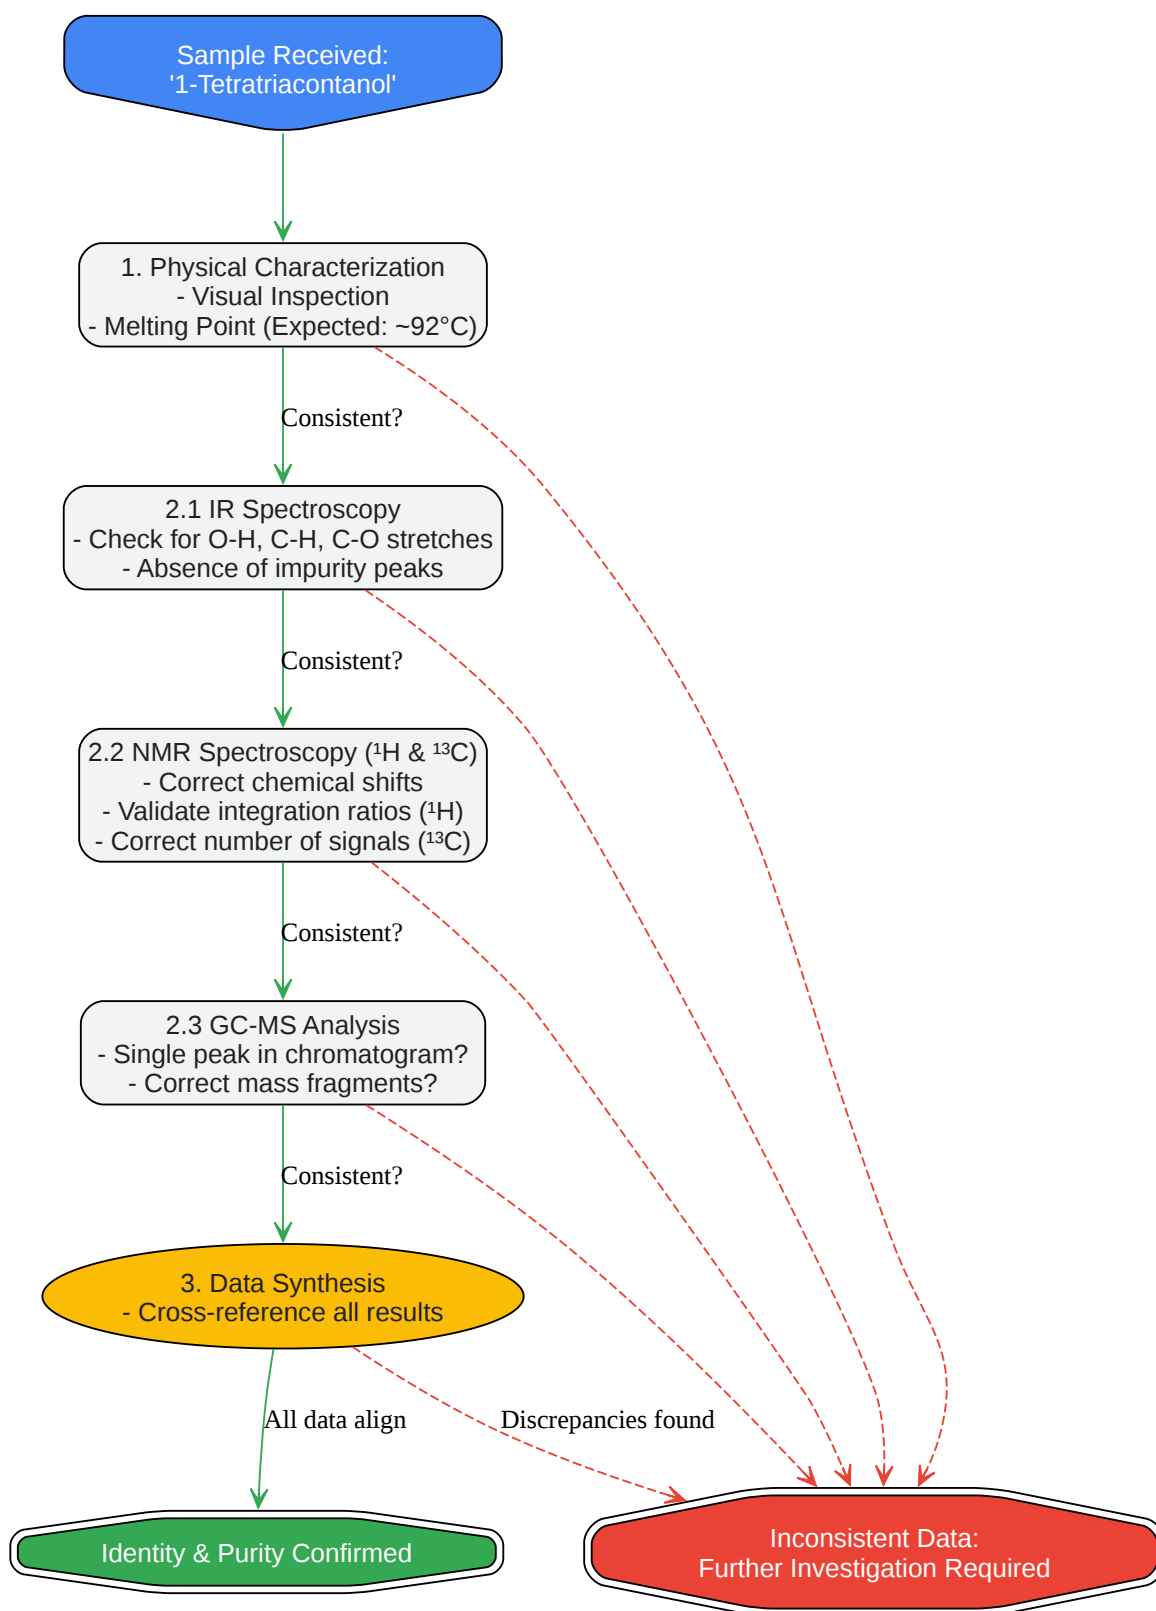 Sample Received:
'1-Tetratriacontanol'
1. Physical Characterization
- Visual Inspection
- Melting Point (Expected: ~92°C)
Consistent?
2.1 IR Spectroscopy
- Check for O-H, C-H, C-O stretches
- Absence of impurity peaks
Consistent?
2.2 NMR Spectroscopy (¹H & ¹³C)
- Correct chemical shifts
- Validate integration ratios (¹H)
- Correct number of signals (¹³C)
Consistent?
2.3 GC-MS Analysis
- Single peak in chromatogram?
- Correct mass fragments?
Consistent?
3. Data Synthesis
- Cross-reference all results
All data align
Discrepancies found
Identity & Purity Confirmed
Inconsistent Data:
Further Investigation Required